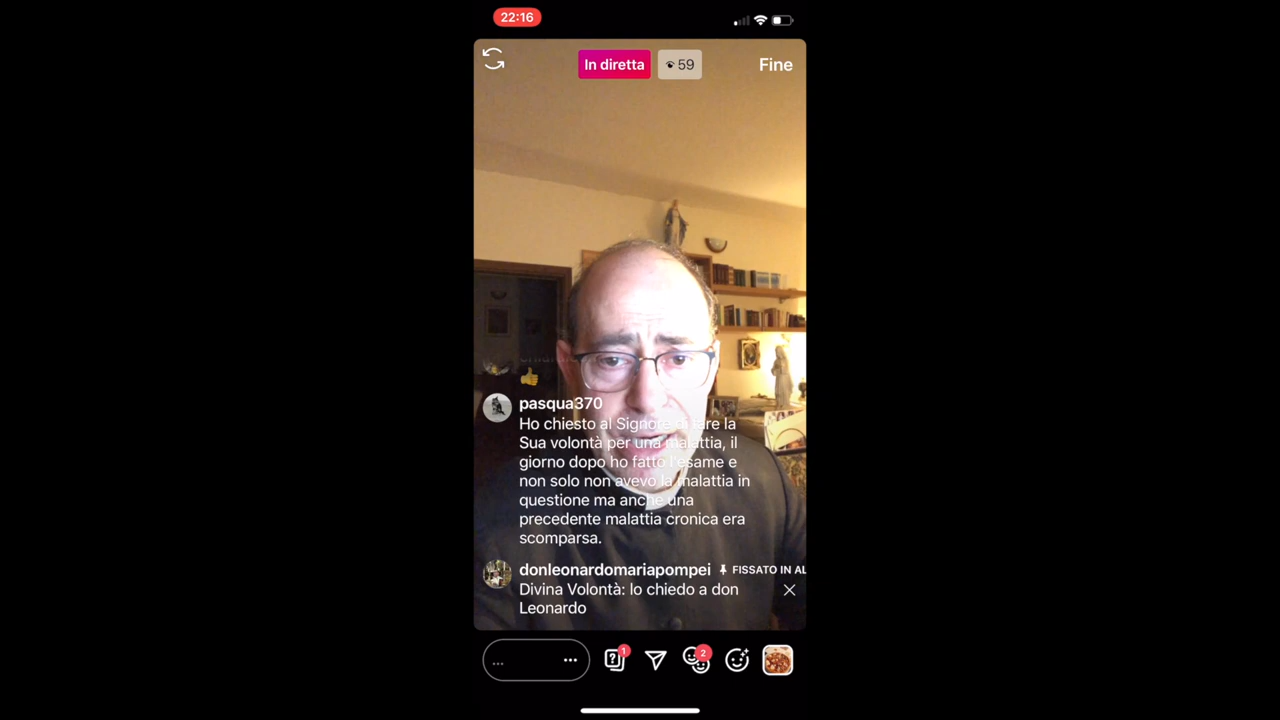 22:16
In diretta
59
Fine
pasqua370
Ho chiesto al Signore di fare la
Sua volontà per una malattia, il
giorno dopo ho fatto l'esame e
non solo non avevo la malattia in
questione ma anche una
precedente malattia cronica era
scomparsa.
donleonardomariapompei FISSATO IN AL
Divina Volontà: lo chiedo a don
Leonardo
...
1
2